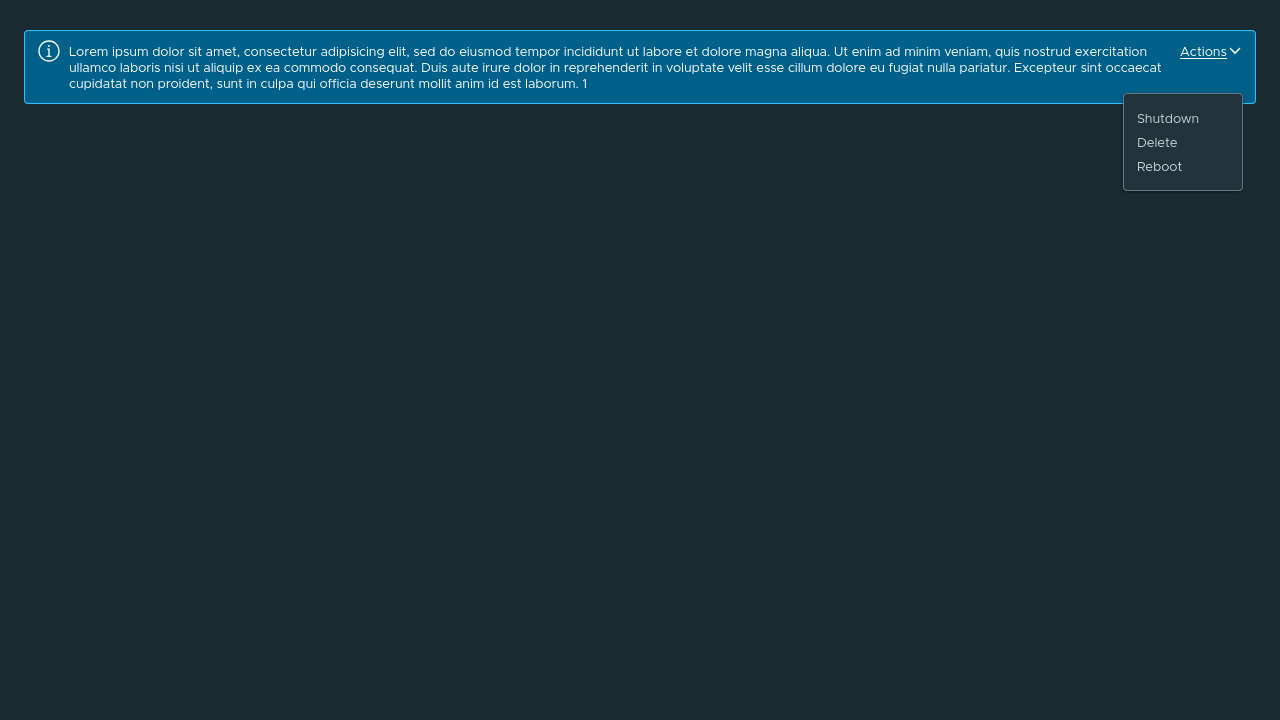 Lorem ipsum dolor sit amet, consectetur adipisicing elit, sed do eiusmod tempor incididunt ut labore et dolore magna aliqua. Ut enim ad minim veniam, quis nostrud exercitation
ullamco laboris nisi ut aliquip ex ea commodo consequat. Duis aute irure dolor in reprehenderit in voluptate velit esse cillum dolore eu fugiat nulla pariatur. Excepteur sint occaecat
cupidatat non proident, sunt in culpa qui officia deserunt mollit anim id est laborum. 1
Actions
Shutdown
Delete
Reboot